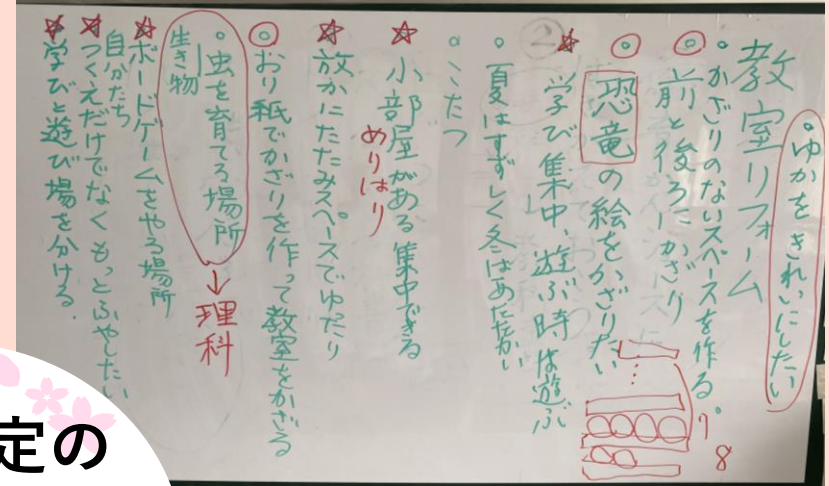 教室リフォーム
。ゆかをきれいにしたい
。かざりのないスペースを作る。
◎前と後ろにかざり
◎恐竜の絵をかざりたい
☆学び集中、遊ぶ時は遊ぶ
②
。夏はすずしく冬はあたたかい
。こたつ
☆小部屋がある集中できる
めりはり
☆放かにたたみスペースでゆったり
◎おり紙でかざりを作って教室をかざる
。虫を育てる場所
生き物
→理科
☆ボードゲームをやる場所
自分たち
☆つくえだけでなくもっとふやしたい
☆学びと遊び場を分ける.
7
8
定の